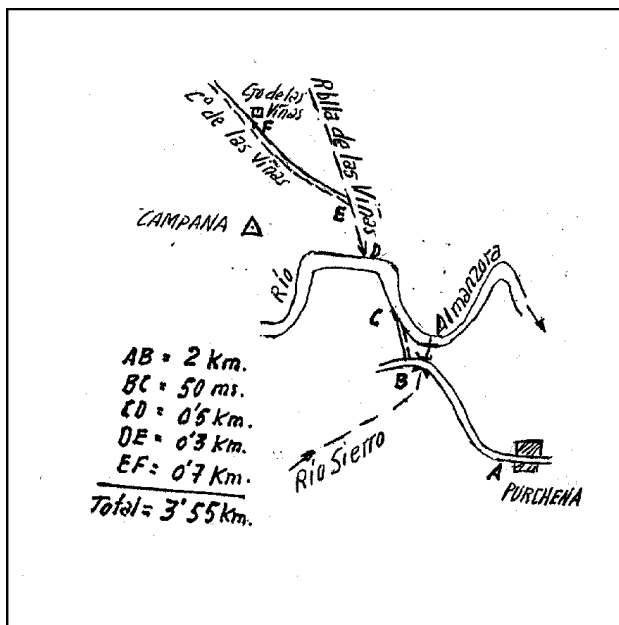 Cjo de las
Viñas
F
Cº de las Viñas
Rblla de las Viñas
E
CAMPANA
D
Río
Almanzora
C
B
Río Sierro
A
PURCHENA
AB = 2 Km.
BC = 50 ms.
CD = 0'5 Km.
DE = 0'3 Km.
EF = 0'7 Km.
Total = 3'55 Km.